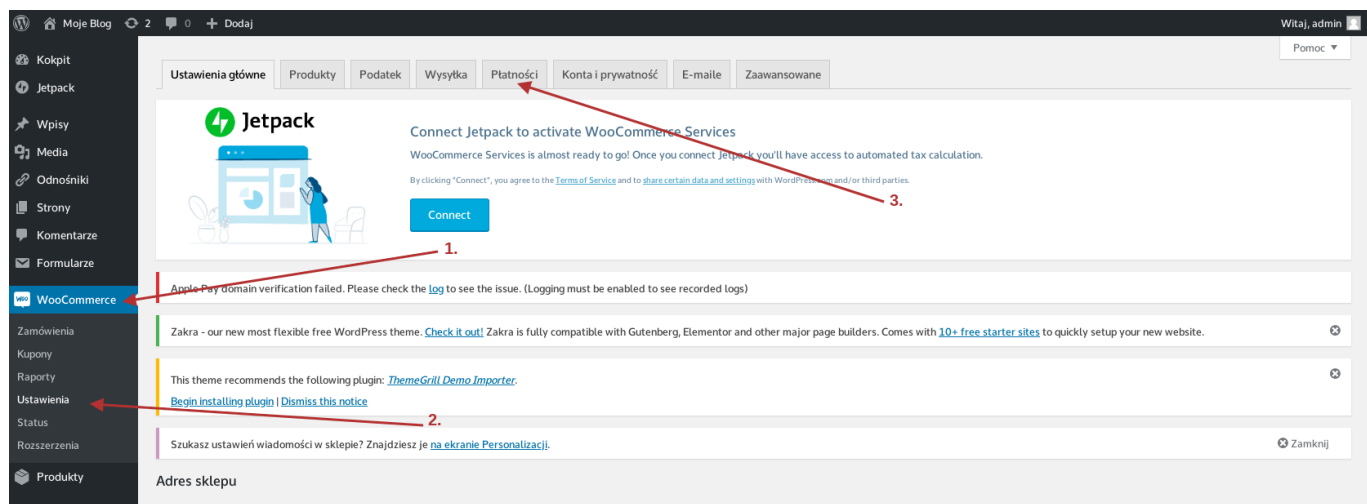 Moje Blog 2 0 + Dodaj Witaj, admin
Pomoc ▼
Kokpit
Jetpack
Wpisy
Media
Odnośniki
Strony
Komentarze
Formularze
WooCommerce
Zamówienia
Kupony
Raporty
Ustawienia
Status
Rozszerzenia
Produkty
Ustawienia główne Produkty Podatek Wysyłka Płatności Konta i prywatność E-maile Zaawansowane
Jetpack
Connect Jetpack to activate WooCommerce Services
WooCommerce Services is almost ready to go! Once you connect Jetpack you'll have access to automated tax calculation.
By clicking "Connect", you agree to the Terms of Service and to share certain data and settings with WordPress.com and/or third parties.
Connect
1.
2.
3.
Apple Pay domain verification failed. Please check the log to see the issue. (Logging must be enabled to see recorded logs)
Zakra - our new most flexible free WordPress theme. Check it out! Zakra is fully compatible with Gutenberg, Elementor and other major page builders. Comes with 10+ free starter sites to quickly setup your new website.
This theme recommends the following plugin: ThemeGrill Demo Importer.
Begin installing plugin | Dismiss this notice
Szukasz ustawień wiadomości w sklepie? Znajdziesz je na ekranie Personalizacji. Zamknij
Adres sklepu